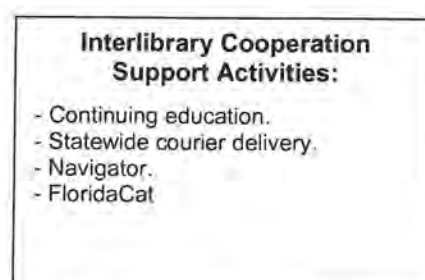 Interlibrary Cooperation
Support Activities:
- Continuing education.
- Statewide courier delivery.
- Navigator.
- FloridaCat